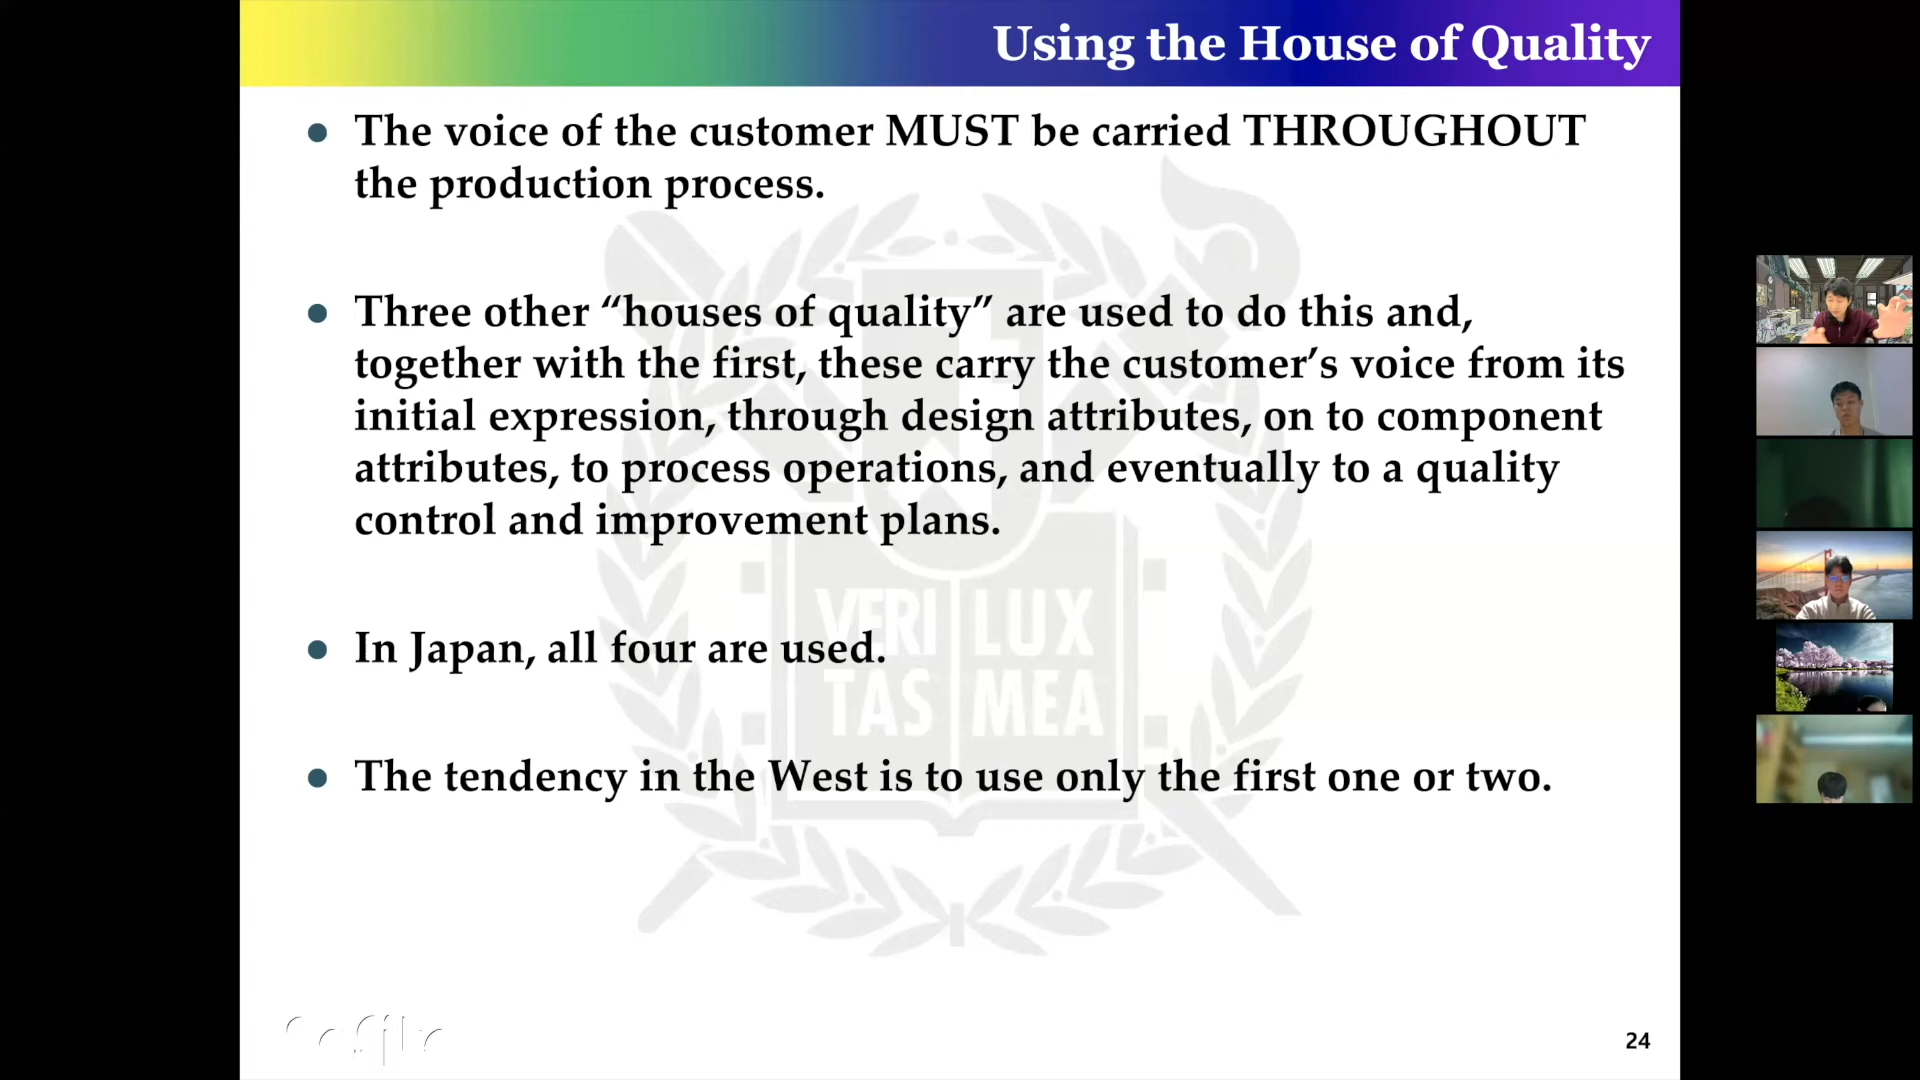 Using the House of Quality
● The voice of the customer MUST be carried THROUGHOUT
the production process.
● Three other “houses of quality” are used to do this and,
together with the first, these carry the customer’s voice from its
initial expression, through design attributes, on to component
attributes, to process operations, and eventually to a quality
control and improvement plans.
● In Japan, all four are used.
● The tendency in the West is to use only the first one or two.
VERI LUX
TAS MEA
24